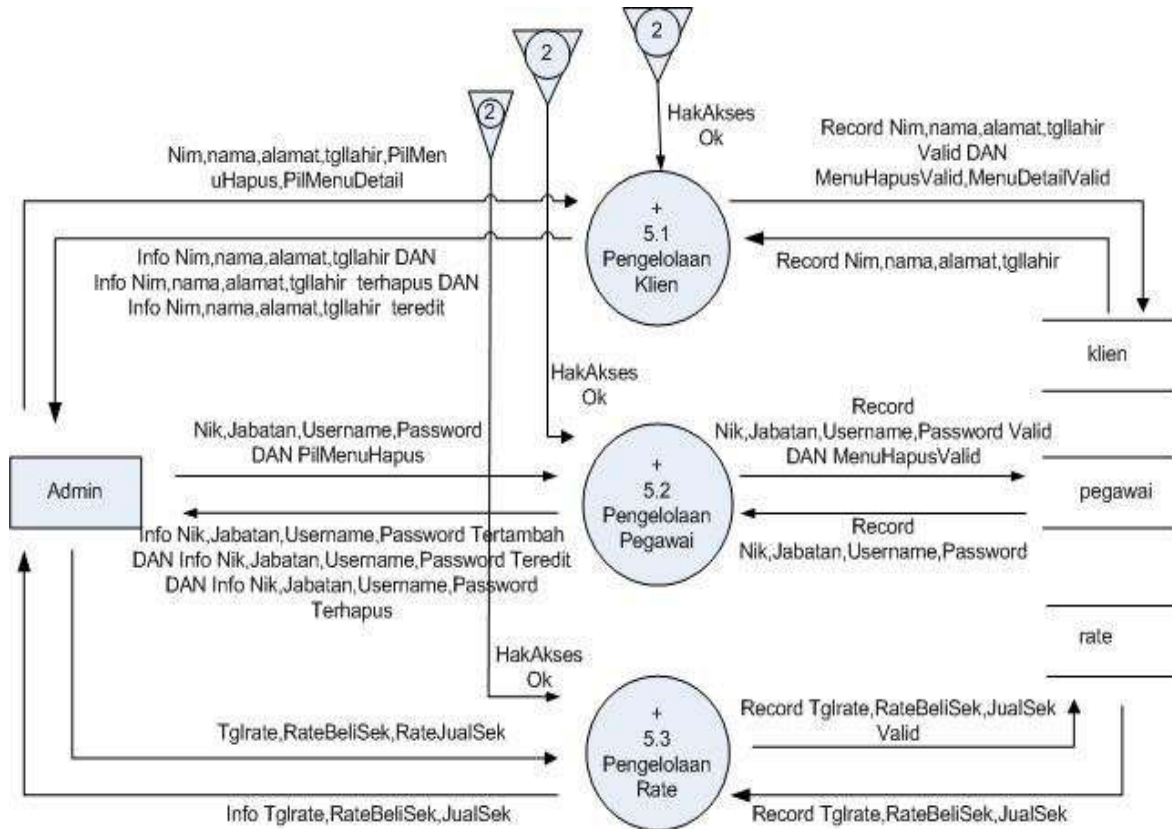 2
2
2
HakAkses
Ok
Nim,nama,alamat,tgllahir,PilMen
uHapus,PilMenuDetail
Record Nim,nama,alamat,tgllahir
Valid DAN
MenuHapusValid,MenuDetailValid
+
5.1
Pengelolaan
Klien
Info Nim,nama,alamat,tgllahir DAN
Info Nim,nama,alamat,tgllahir terhapus DAN
Info Nim,nama,alamat,tgllahir teredit
Record Nim,nama,alamat,tgllahir
klien
HakAkses
Ok
Nik,Jabatan,Username,Password
DAN PilMenuHapus
Record
Nik,Jabatan,Username,Password Valid
DAN MenuHapusValid
Admin
+
5.2
Pengelolaan
Pegawai
pegawai
Info Nik,Jabatan,Username,Password Tertambah
DAN Info Nik,Jabatan,Username,Password Teredit
DAN Info Nik,Jabatan,Username,Password
Terhapus
Record
Nik,Jabatan,Username,Password
rate
HakAkses
Ok
Tglrate,RateBeliSek,RateJualSek
+
5.3
Pengelolaan
Rate
Record Tglrate,RateBeliSek,JualSek
Valid
Info Tglrate,RateBeliSek,JualSek
Record Tglrate,RateBeliSek,JualSek